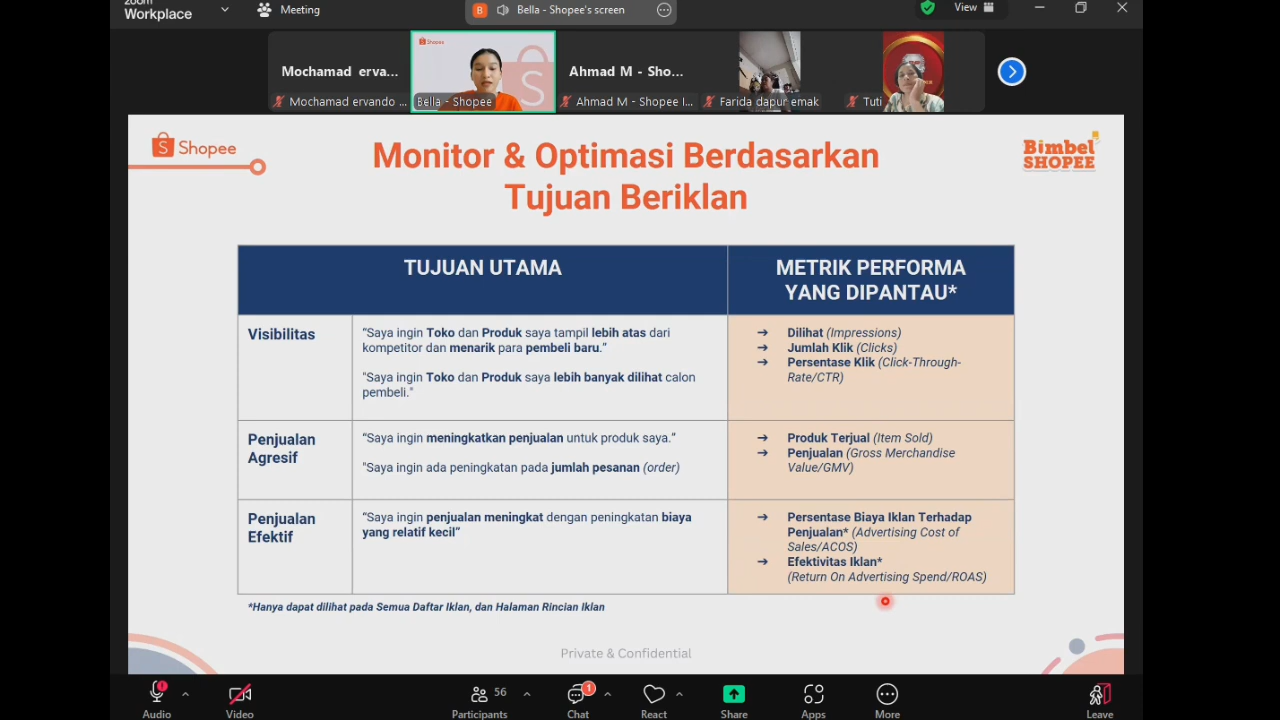 zoom
Workplace
Meeting
B
Bella - Shopee's screen
View
Mochamad erva...
Shopee
S
Ahmad M - Sho...
Mochamad ervando ...
Bella - Shopee
Ahmad M - Shopee I...
Farida dapur emak
Tuti
Shopee
Bimbel
SHOPEE
Monitor & Optimasi Berdasarkan
Tujuan Beriklan
TUJUAN UTAMA
METRIK PERFORMA
YANG DIPANTAU*
Visibilitas
“Saya ingin Toko dan Produk saya tampil lebih atas dari
kompetitor dan menarik para pembeli baru.”
"Saya ingin Toko dan Produk saya lebih banyak dilihat calon
pembeli."
➔ Dilihat (Impressions)
➔ Jumlah Klik (Clicks)
➔ Persentase Klik (Click-Through-
Rate/CTR)
Penjualan
Agresif
“Saya ingin meningkatkan penjualan untuk produk saya.”
"Saya ingin ada peningkatan pada jumlah pesanan (order)
➔ Produk Terjual (Item Sold)
➔ Penjualan (Gross Merchandise
Value/GMV)
Penjualan
Efektif
“Saya ingin penjualan meningkat dengan peningkatan biaya
yang relatif kecil”
➔ Persentase Biaya Iklan Terhadap
Penjualan* (Advertising Cost of
Sales/ACOS)
➔ Efektivitas Iklan*
(Return On Advertising Spend/ROAS)
*Hanya dapat dilihat pada Semua Daftar Iklan, dan Halaman Rincian Iklan
Private & Confidential
Audio
Video
56
Participants
1
Chat
React
Share
Apps
More
Leave